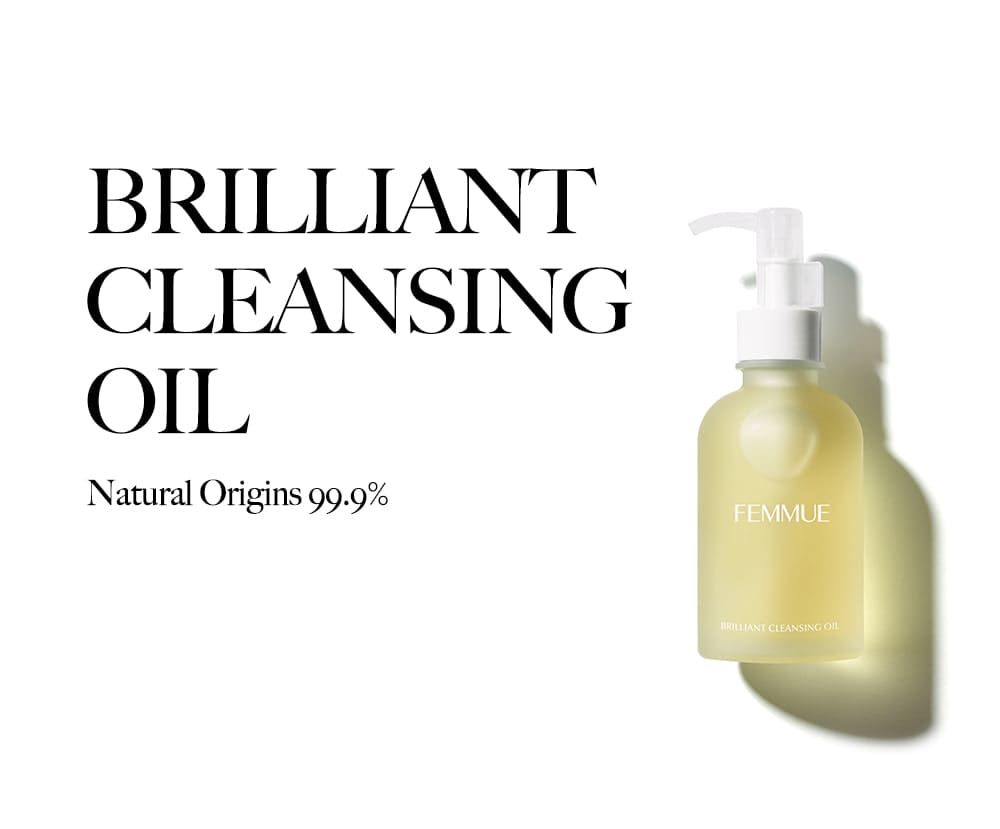 BRILLIANT
CLEANSING
OIL
Natural Origins 99.9%
FEMMUE
BRILLIANT CLEANSING OIL